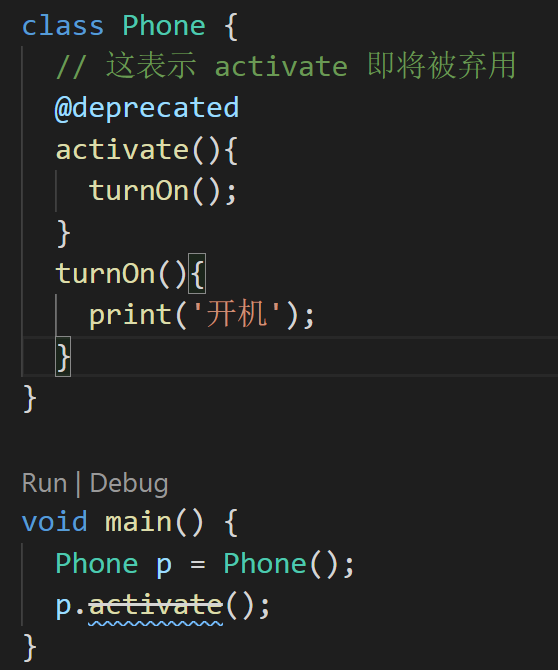 class Phone {
// 这表示 activate 即将被弃用
@deprecated
activate(){
turnOn();
}
turnOn(){
print('开机');
}
}
Run | Debug
void main() {
Phone p = Phone();
p.activate();
}